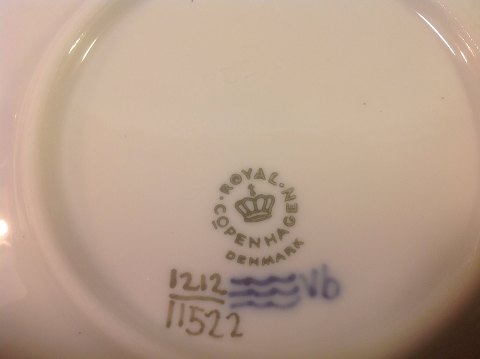 ROYAL COPENHAGEN
DENMARK
1212
11522
Vb